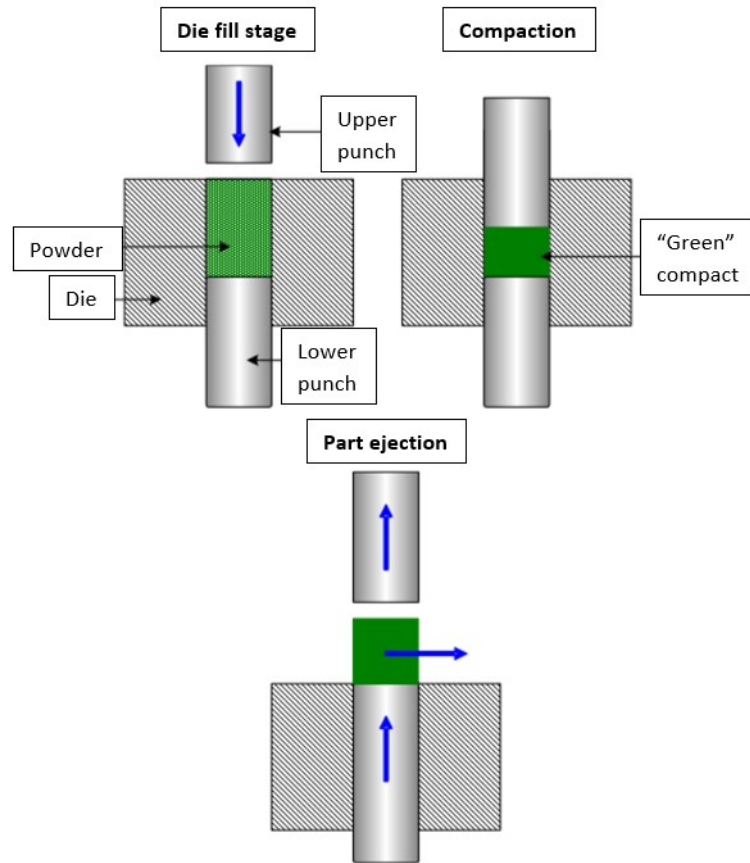 Die fill stage
Compaction
Upper
punch
Powder
“Green”
compact
Die
Lower
punch
Part ejection